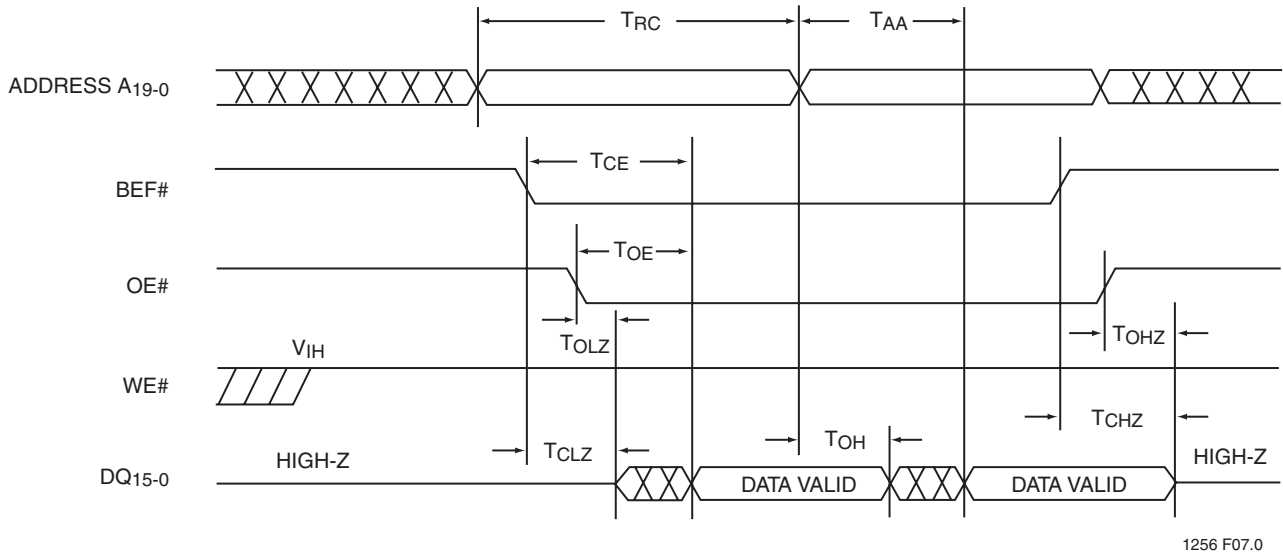 TRC TAA
ADDRESS A19-0
TCE
BEF#
TOE
OE#
TOLZ TOHZ
VIH
WE#
TCLZ TOH TCHZ
HIGH-Z HIGH-Z
DQ15-0 DATA VALID DATA VALID
1256 F07.0